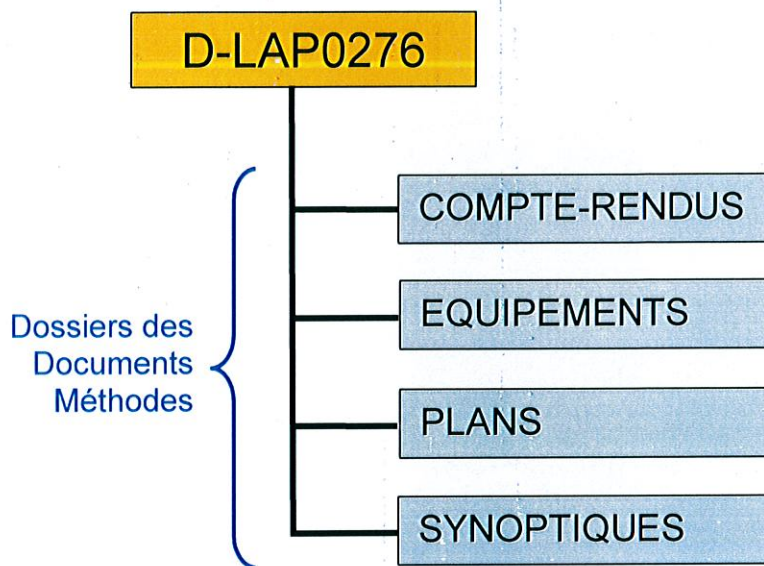 D-LAP0276
COMPTE-RENDUS
EQUIPEMENTS
Dossiers des
Documents
Méthodes
PLANS
SYNOPTIQUES